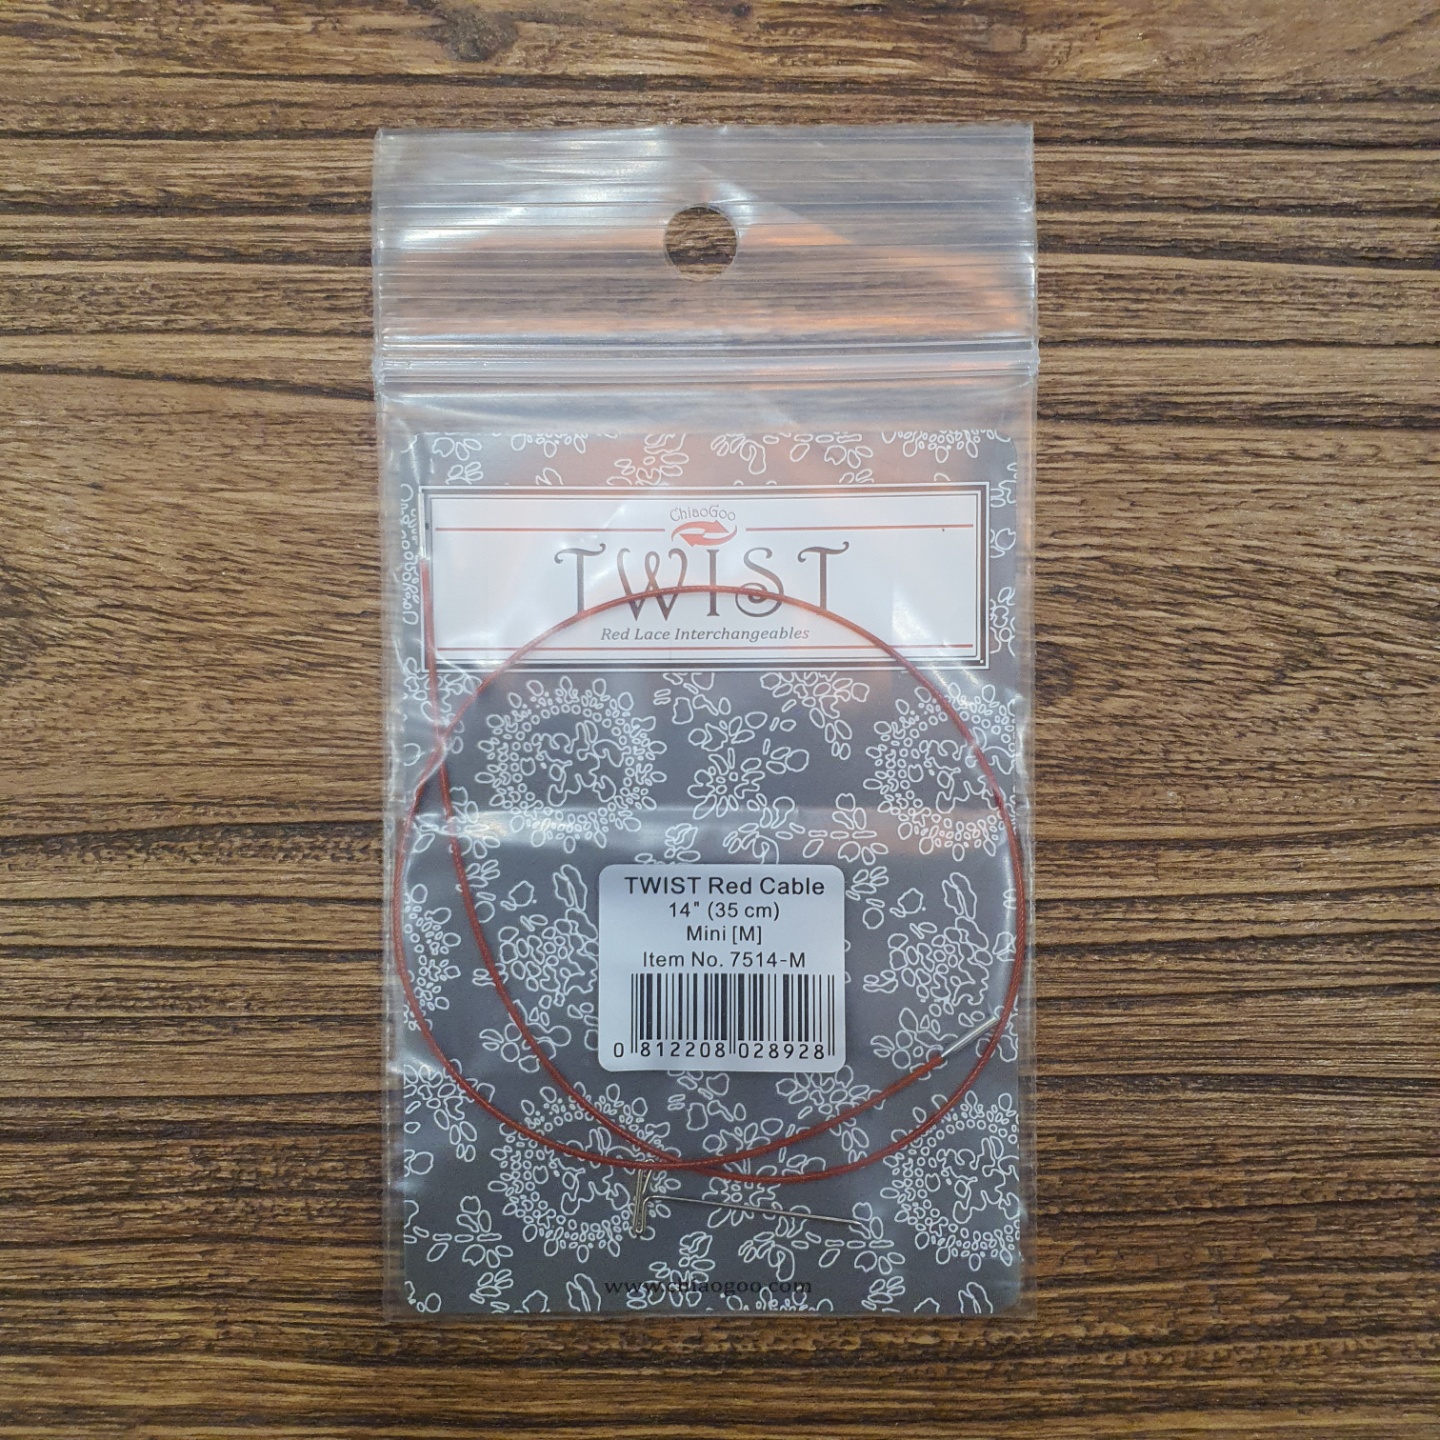 ChiaoGoo
TWIST
Red Lace Interchangeables
TWIST Red Cable
14" (35 cm)
Mini [M]
Item No. 7514-M
0 812208 028928
www.chiaogoo.com